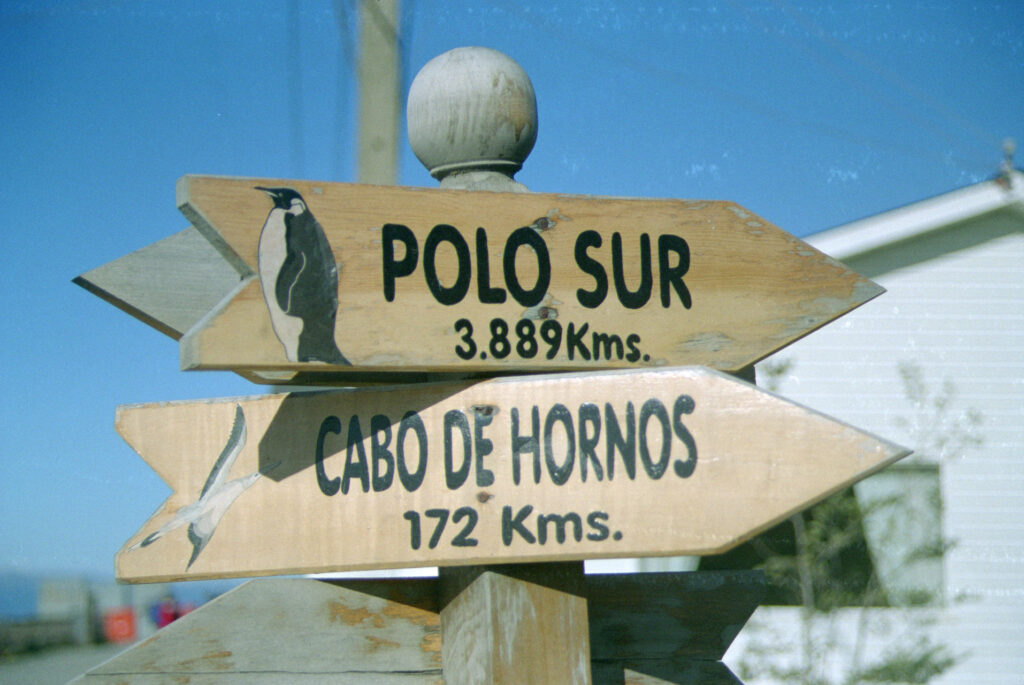 POLO SUR
3.889Kms.
CABO DE HORNOS
172 Kms.